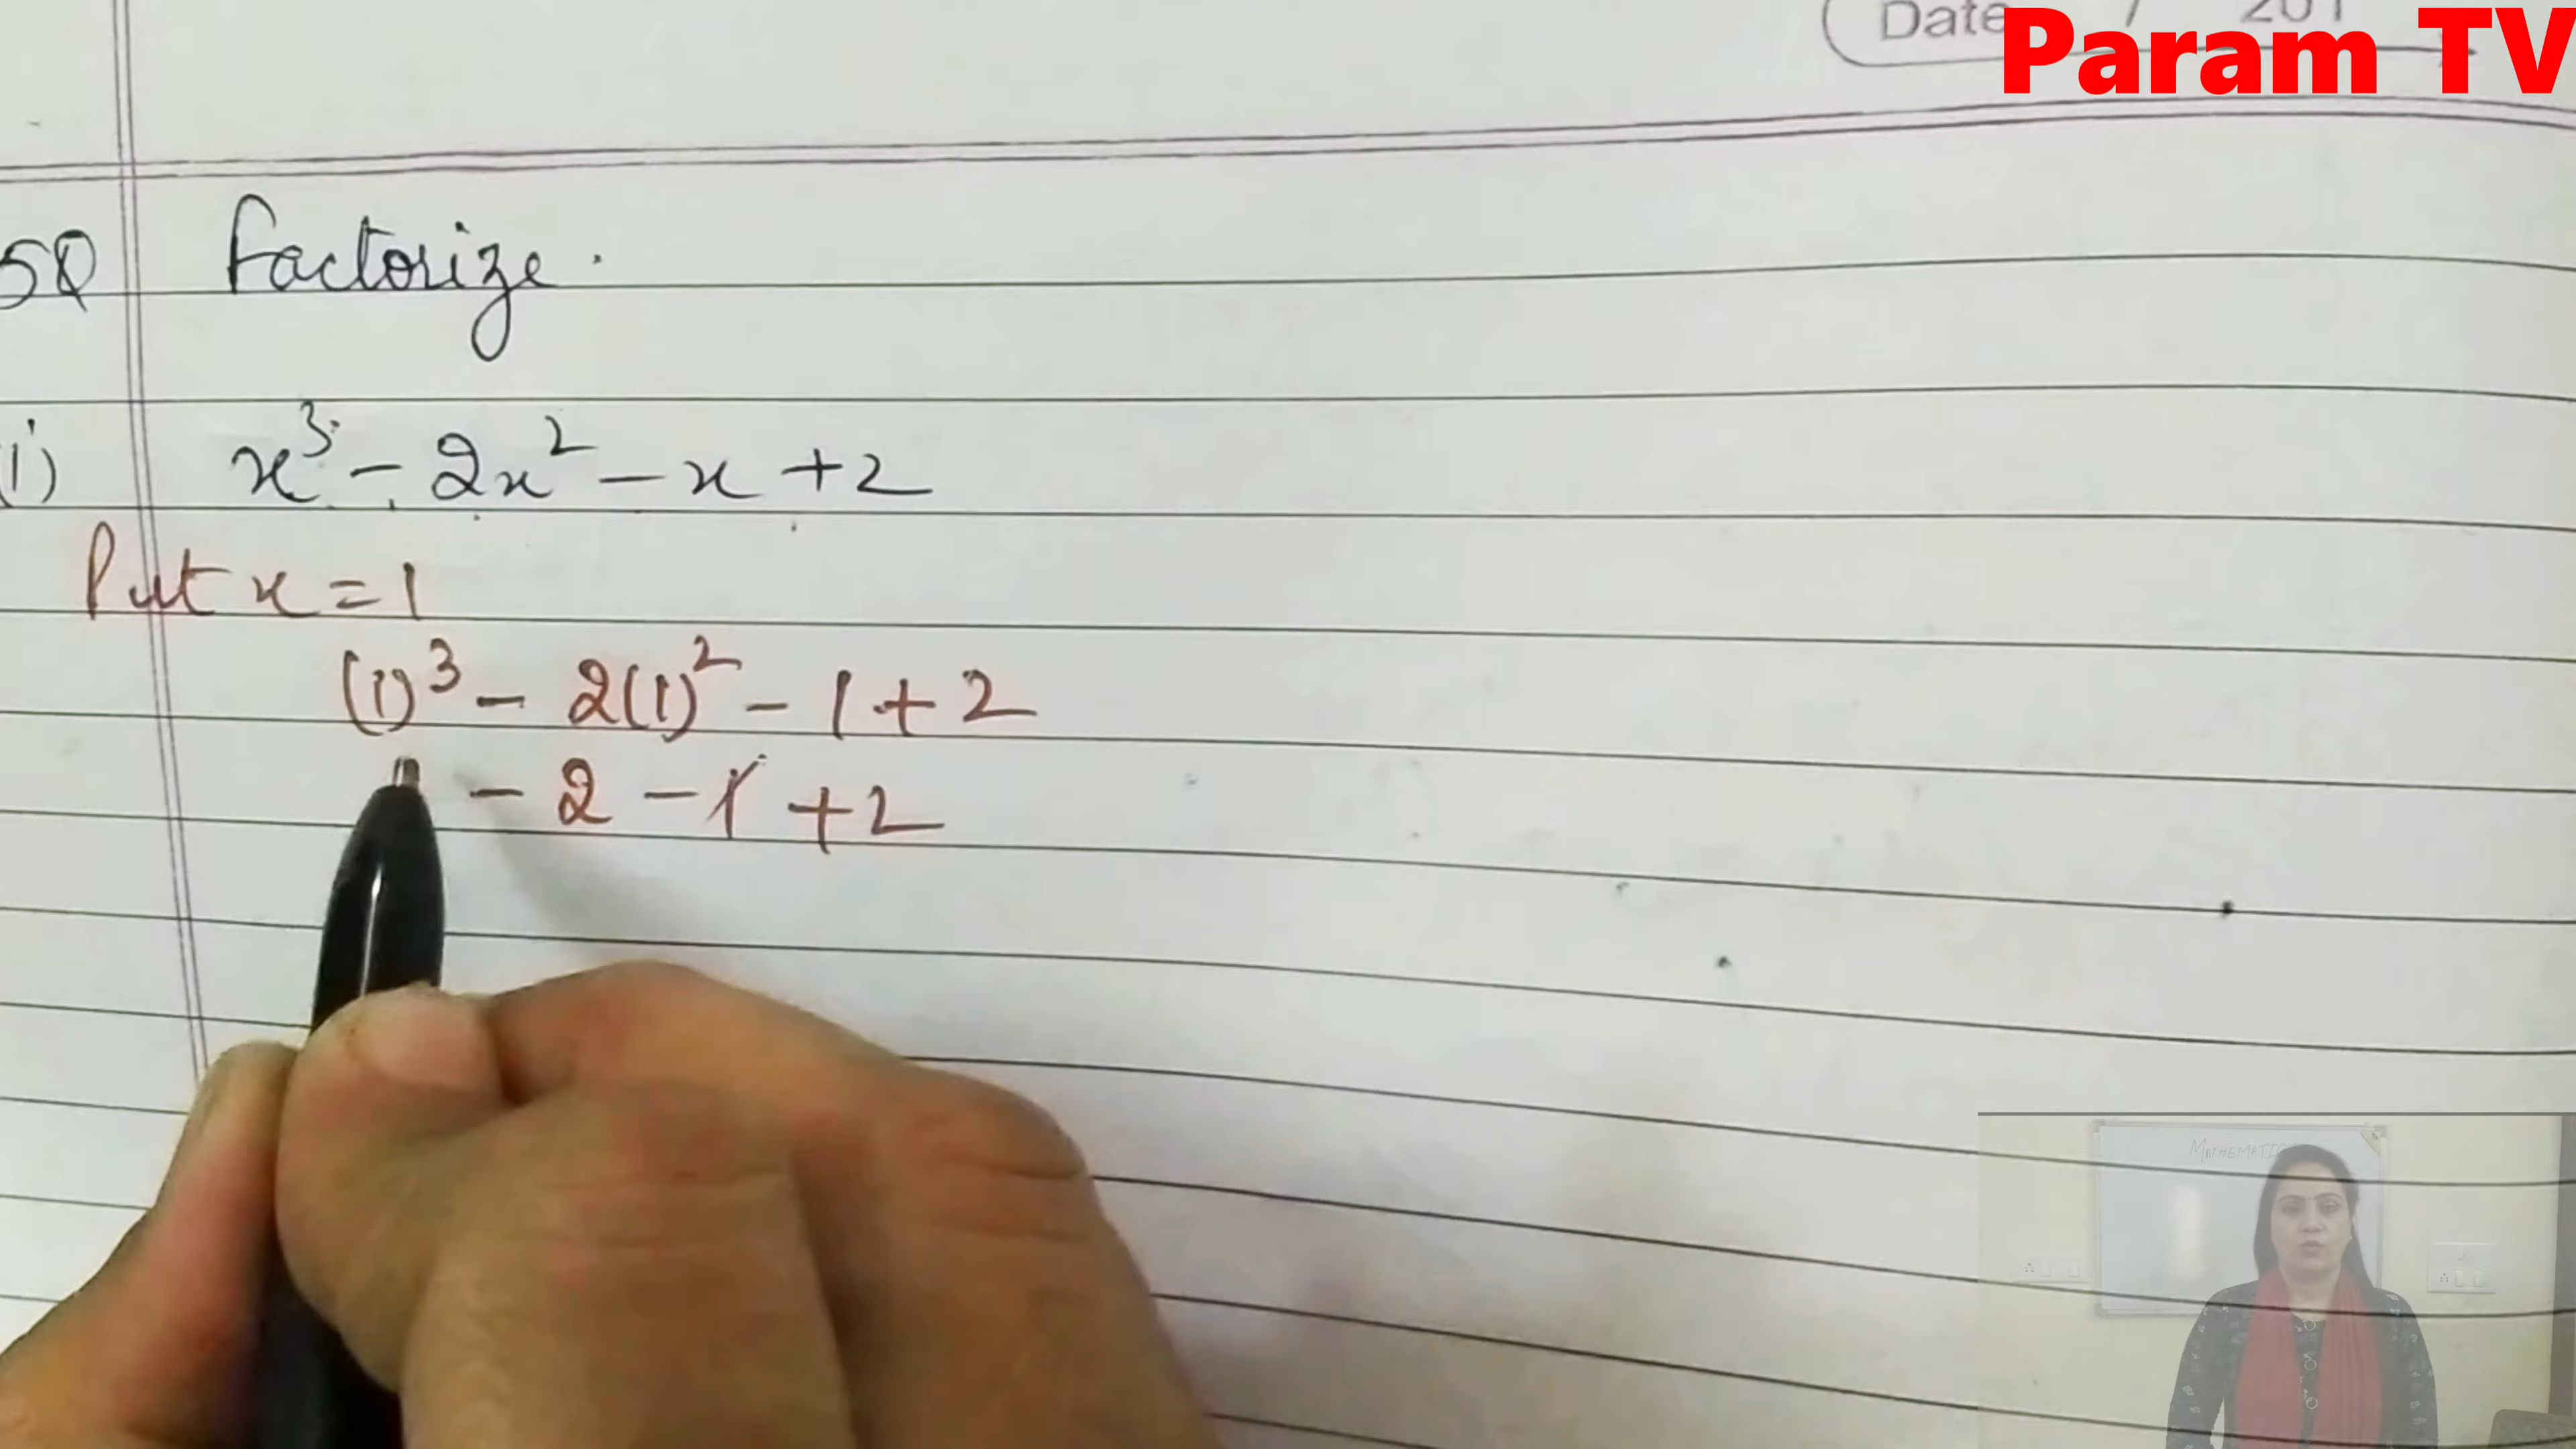 Date / 201
Param TV
5Q Factorize.
(i) x³ - 2x² - x + 2
Put x = 1
(1)³ - 2(1)² - 1 + 2
- 2 - 1 + 2